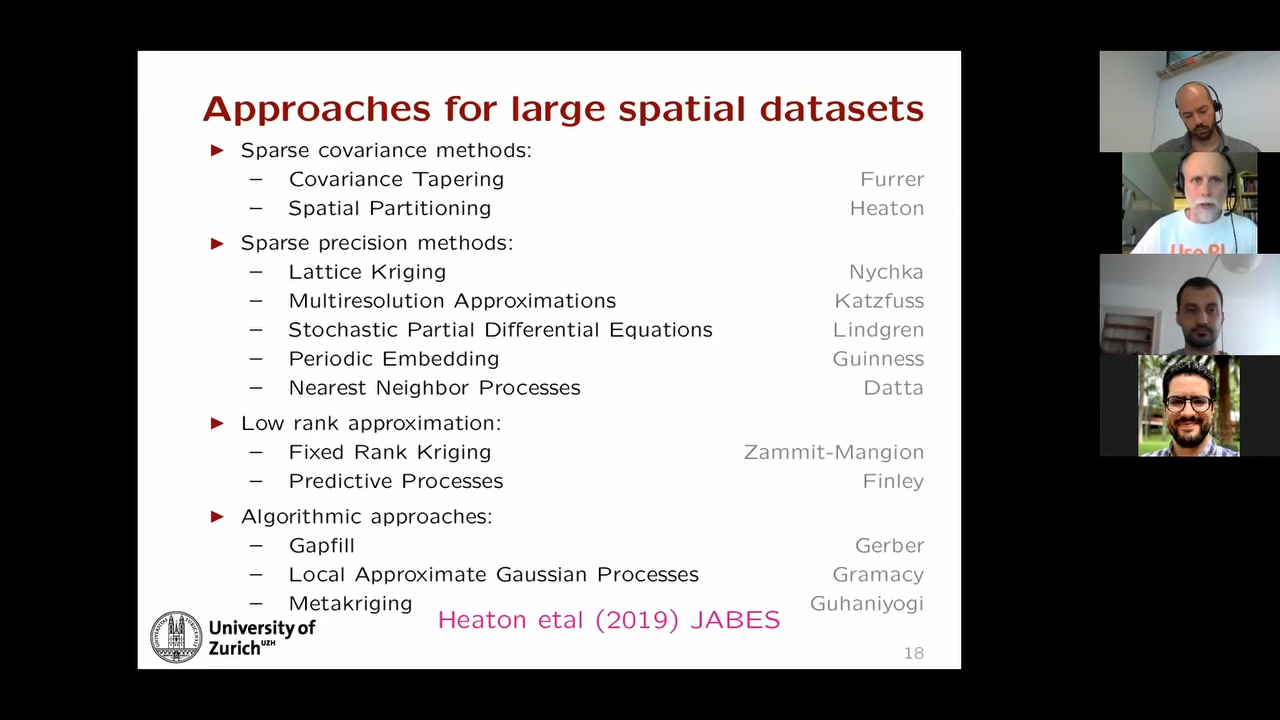 Approaches for large spatial datasets
► Sparse covariance methods:
– Covariance Tapering Furrer
– Spatial Partitioning Heaton
► Sparse precision methods:
– Lattice Kriging Nychka
– Multiresolution Approximations Katzfuss
– Stochastic Partial Differential Equations Lindgren
– Periodic Embedding Guinness
– Nearest Neighbor Processes Datta
► Low rank approximation:
– Fixed Rank Kriging Zammit-Mangion
– Predictive Processes Finley
► Algorithmic approaches:
– Gapfill Gerber
– Local Approximate Gaussian Processes Gramacy
– Metakriging Guhaniyogi
Heaton etal (2019) JABES
University of
Zurich UZH
18
Use R!